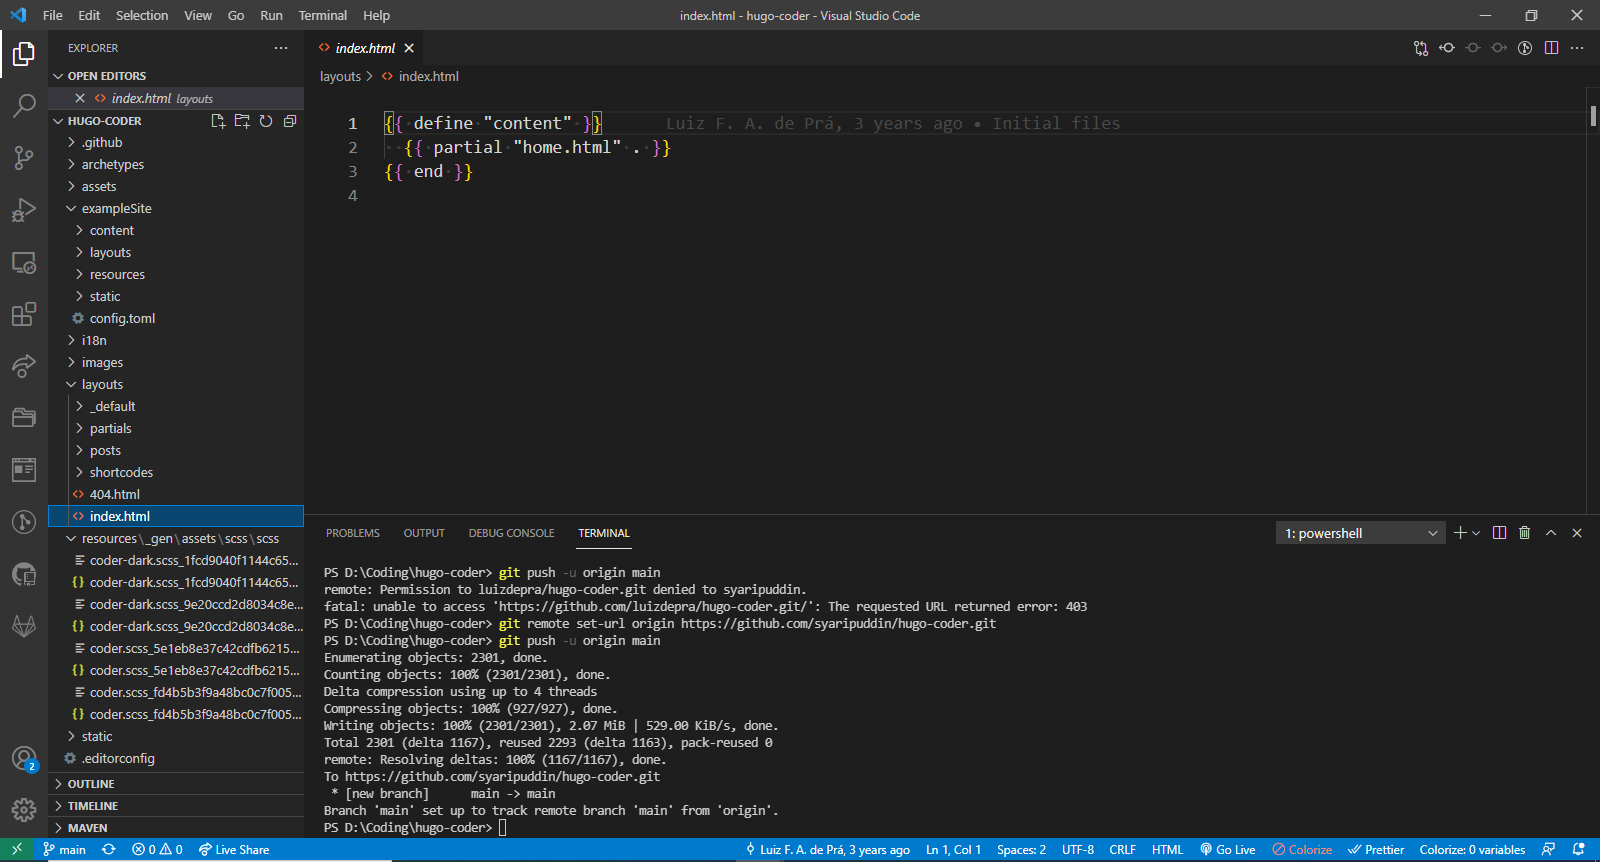 File Edit Selection View Go Run Terminal Help
index.html - hugo-coder - Visual Studio Code
EXPLORER
OPEN EDITORS
index.html layouts
HUGO-CODER
.github
archetypes
assets
exampleSite
content
layouts
resources
static
config.toml
i18n
images
layouts
_default
partials
posts
shortcodes
404.html
index.html
resources\_gen\assets\scss\scss
coder-dark.scss_1fcd9040f1144c65...
coder-dark.scss_1fcd9040f1144c65...
coder-dark.scss_9e20ccd2d8034c8e...
coder-dark.scss_9e20ccd2d8034c8e...
coder.scss_5e1eb8e37c42cdfb6215...
coder.scss_5e1eb8e37c42cdfb6215...
coder.scss_fd4b5b3f9a48bc0c7f005...
coder.scss_fd4b5b3f9a48bc0c7f005...
static
.editorconfig
OUTLINE
TIMELINE
MAVEN
2
index.html
layouts > index.html
1 {{ define "content" }} Luiz F. A. de Prá, 3 years ago • Initial files
2 {{ partial "home.html" . }}
3 {{ end }}
4
PROBLEMS OUTPUT DEBUG CONSOLE TERMINAL
1: powershell
PS D:\Coding\hugo-coder> git push -u origin main
remote: Permission to luizdepra/hugo-coder.git denied to syaripuddin.
fatal: unable to access 'https://github.com/luizdepra/hugo-coder.git/': The requested URL returned error: 403
PS D:\Coding\hugo-coder> git remote set-url origin https://github.com/syaripuddin/hugo-coder.git
PS D:\Coding\hugo-coder> git push -u origin main
Enumerating objects: 2301, done.
Counting objects: 100% (2301/2301), done.
Delta compression using up to 4 threads
Compressing objects: 100% (927/927), done.
Writing objects: 100% (2301/2301), 2.07 MiB | 529.00 KiB/s, done.
Total 2301 (delta 1167), reused 2293 (delta 1163), pack-reused 0
remote: Resolving deltas: 100% (1167/1167), done.
To https://github.com/syaripuddin/hugo-coder.git
* [new branch] main -> main
Branch 'main' set up to track remote branch 'main' from 'origin'.
PS D:\Coding\hugo-coder>
main 0 0 Live Share Luiz F. A. de Prá, 3 years ago Ln 1, Col 1 Spaces: 2 UTF-8 CRLF HTML Go Live Colorize Prettier Colorize: 0 variables